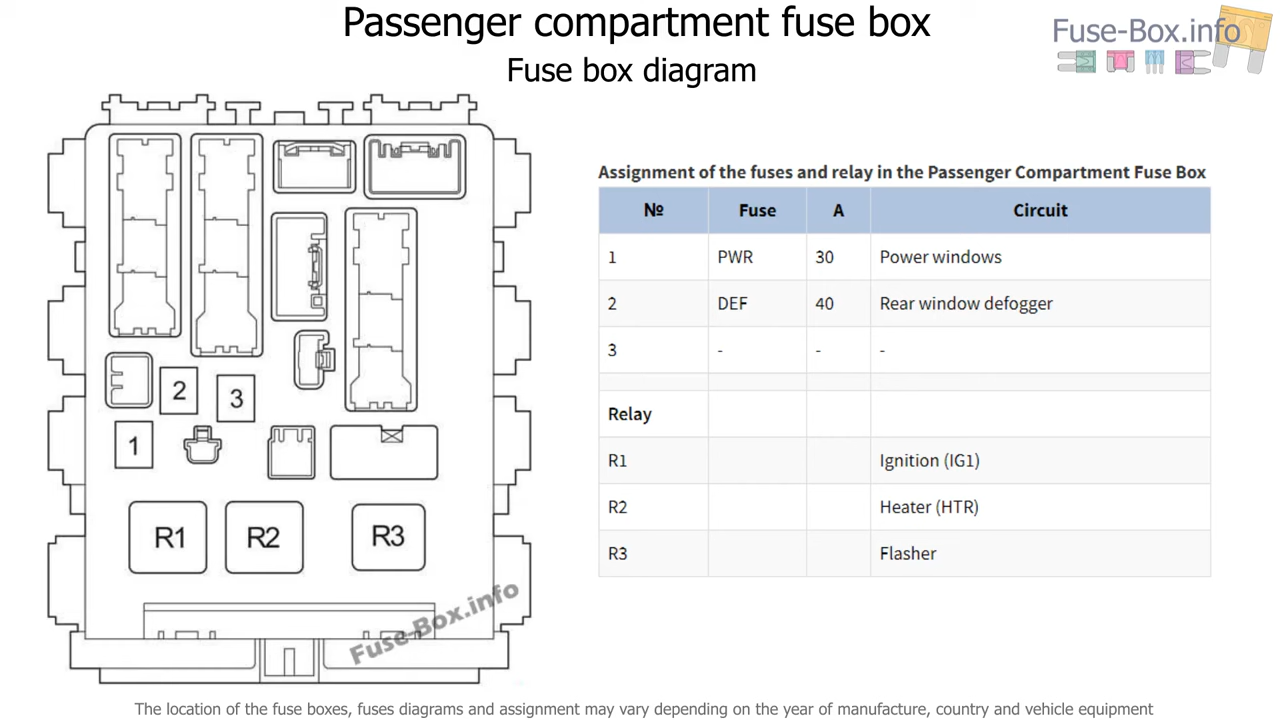 Passenger compartment fuse box
Fuse box diagram
Fuse-Box.info
Assignment of the fuses and relay in the Passenger Compartment Fuse Box
№ Fuse A Circuit
1 PWR 30 Power windows
2 DEF 40 Rear window defogger
3 - - -
Relay
R1 Ignition (IG1)
R2 Heater (HTR)
R3 Flasher
2
3
1
R1 R2 R3
Fuse-Box.info
The location of the fuse boxes, fuses diagrams and assignment may vary depending on the year of manufacture, country and vehicle equipment